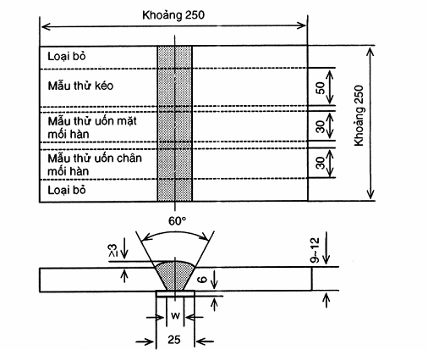 Khoảng 250
Loại bỏ
Mẫu thử kéo
50
Mẫu thử uốn mặt
mối hàn
30
Khoảng 250
Mẫu thử uốn chân
mối hàn
30
Loại bỏ
60°
≥3
6
9~12
w
25